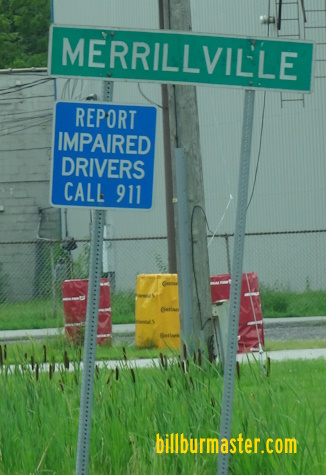 MERRILLVILLE
REPORT
IMPAIRED
DRIVERS
CALL 911
billburmaster.com